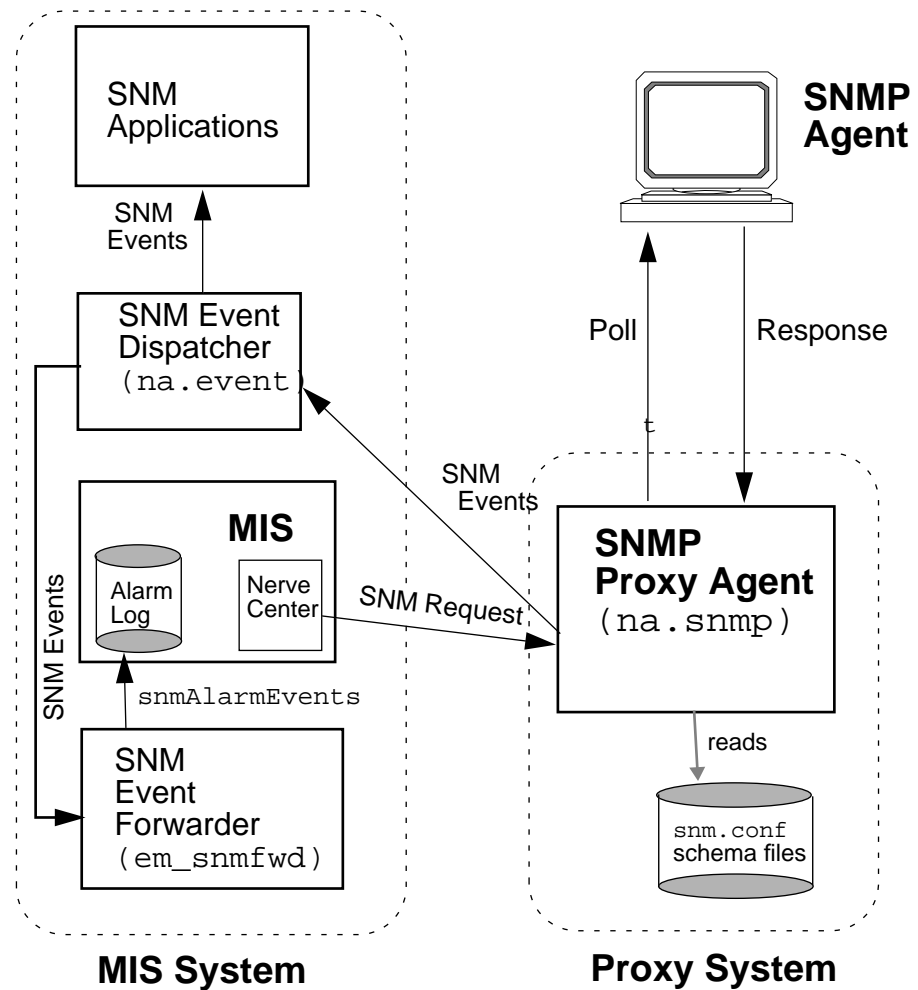 SNM
Applications
SNMP
Agent
SNM
Events
SNM Event
Dispatcher
(na.event)
Poll
Response
t
SNM
Events
MIS
Alarm
Log
Nerve
Center
SNM Request
SNMP
Proxy Agent
(na.snmp)
SNM Events
snmAlarmEvents
reads
SNM
Event
Forwarder
(em_snmfwd)
snm.conf
schema files
MIS System
Proxy System